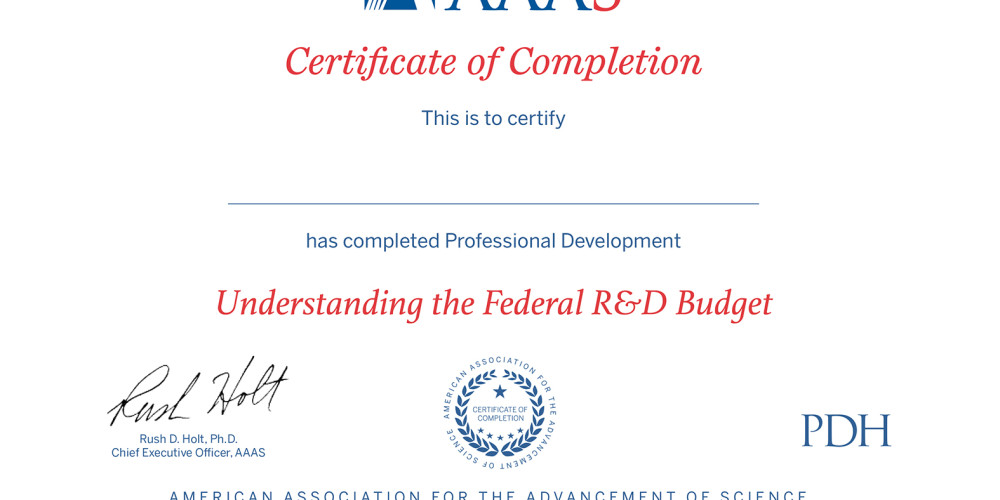 AAAS
Certificate of Completion
This is to certify
has completed Professional Development
Understanding the Federal R&D Budget
Rush Holt
Rush D. Holt, Ph.D.
Chief Executive Officer, AAAS
AMERICAN ASSOCIATION FOR THE ADVANCEMENT OF SCIENCE
CERTIFICATE OF
COMPLETION
PDH
AMERICAN ASSOCIATION FOR THE ADVANCEMENT OF SCIENCE